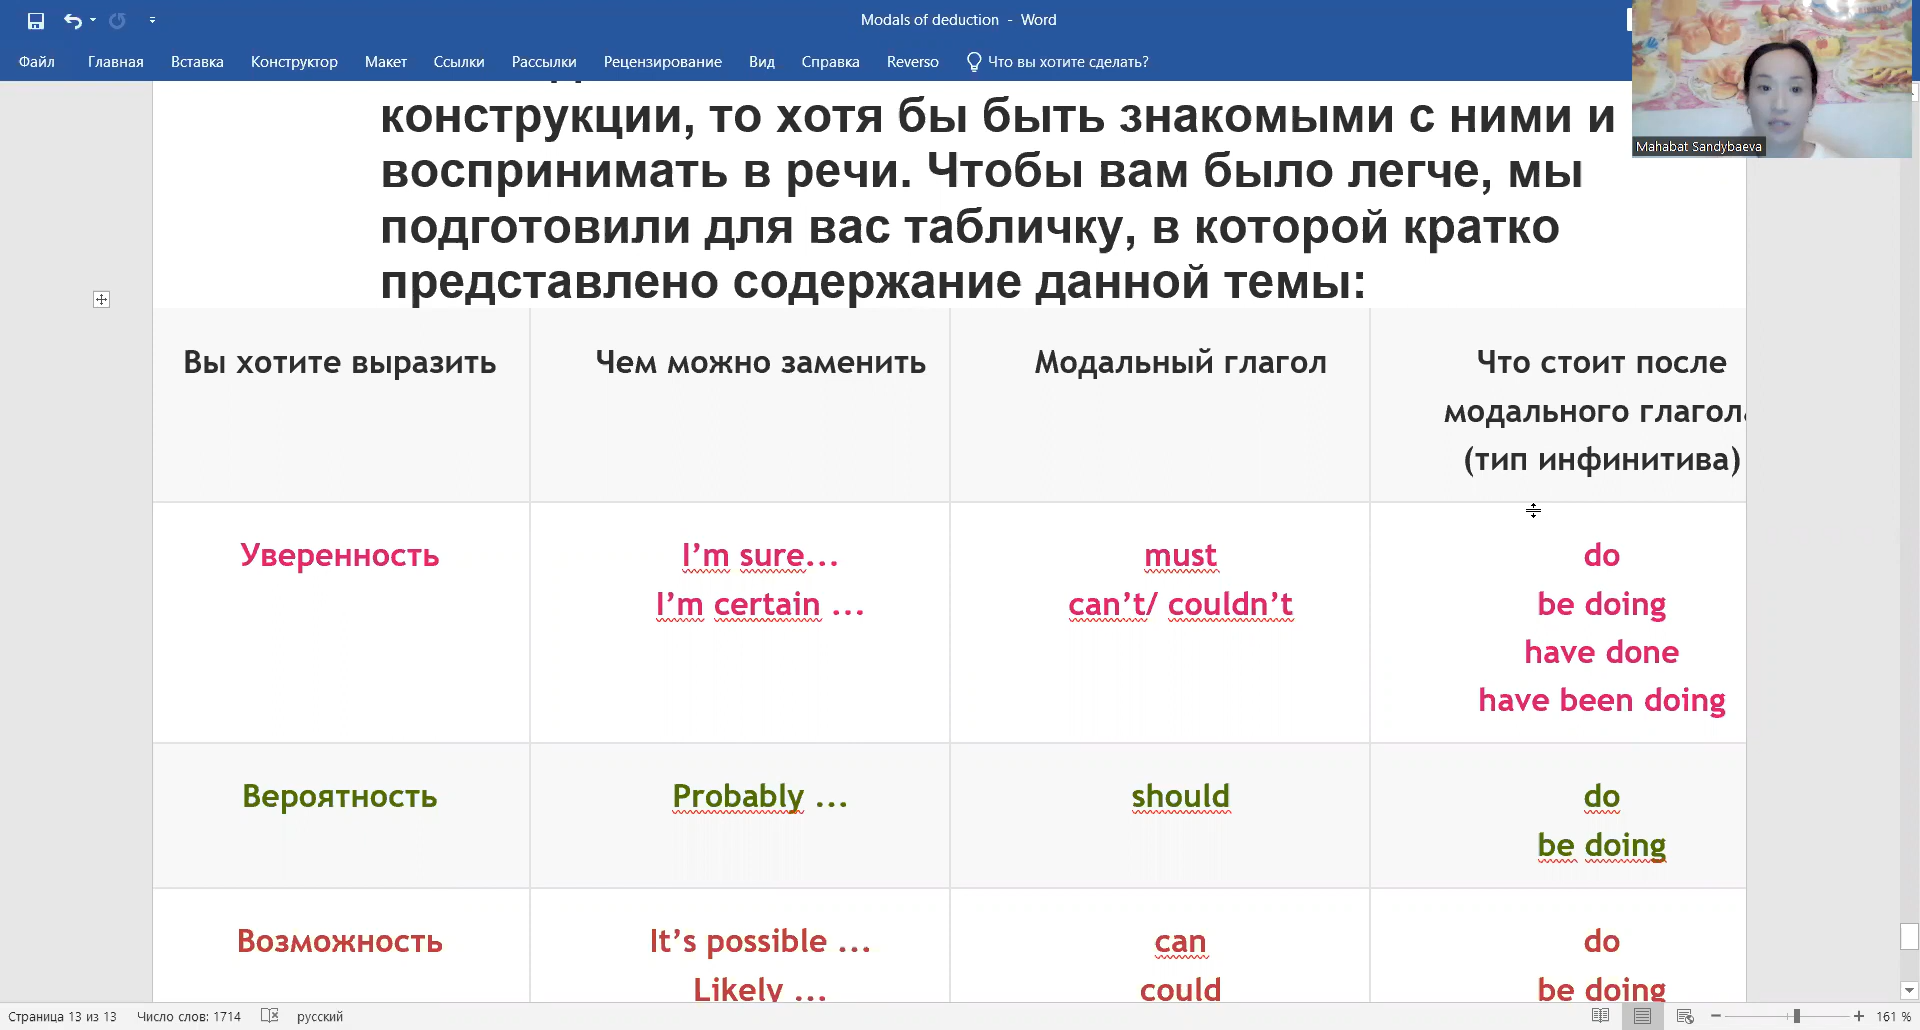 Modals of deduction - Word
Файл Главная Вставка Конструктор Макет Ссылки Рассылки Рецензирование Вид Справка Reverso Что вы хотите сделать?
Mahabat Sandybaeva
конструкции, то хотя бы быть знакомыми с ними и
воспринимать в речи. Чтобы вам было легче, мы
подготовили для вас табличку, в которой кратко
представлено содержание данной темы:
Вы хотите выразить Чем можно заменить Модальный глагол Что стоит после
модального глагола
(тип инфинитива)
Уверенность I’m sure... must do
I’m certain ... can’t/ couldn’t be doing
have done
have been doing
Вероятность Probably ... should do
be doing
Возможность It’s possible ... can do
Likely ... could be doing
Страница 13 из 13 Число слов: 1714 русский 161 %